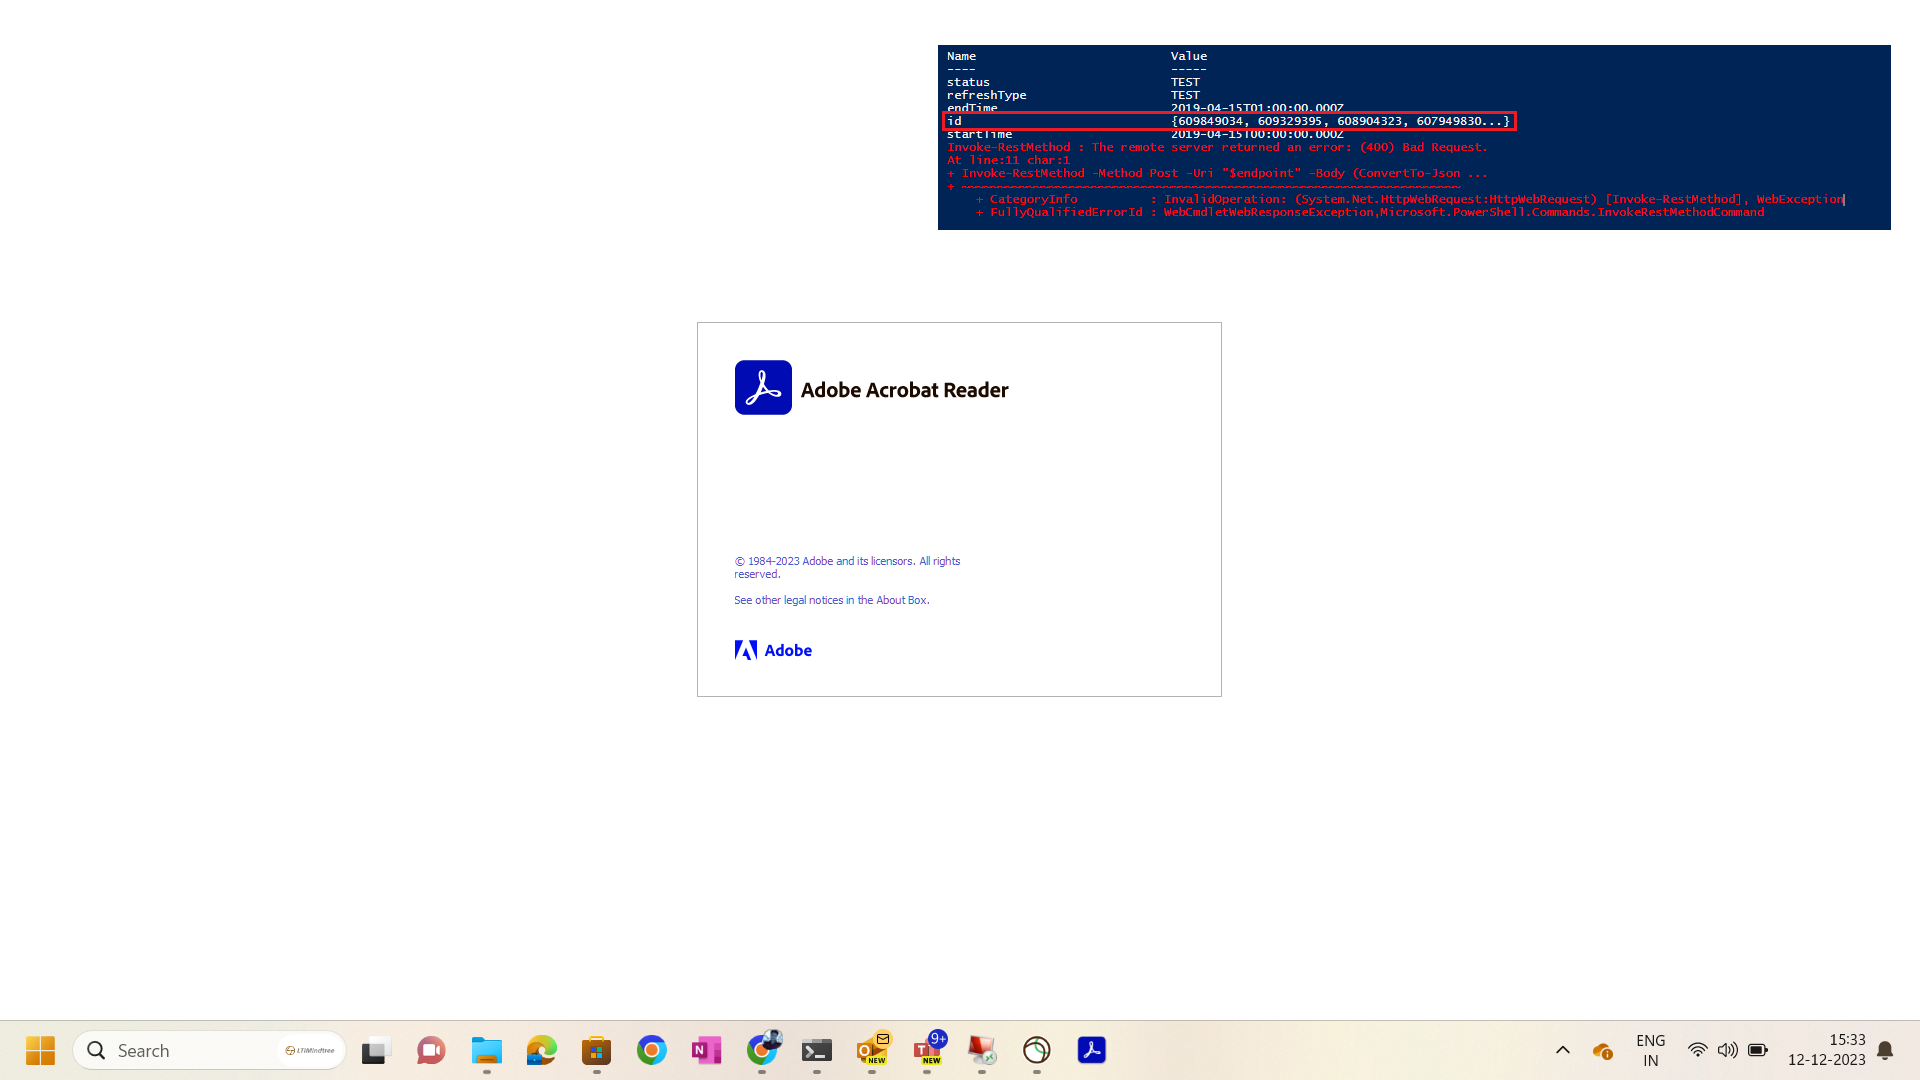 Name Value
---- -----
status TEST
refreshType TEST
endTime 2019-04-15T01:00:00.000Z
id {609849034, 609329395, 608904323, 607949830...}
startTime 2019-04-15T00:00:00.000Z
Invoke-RestMethod : The remote server returned an error: (400) Bad Request.
At line:11 char:1
+ Invoke-RestMethod -Method Post -Uri "$endpoint" -Body (ConvertTo-Json ...
+ ~~~~~~~~~~~~~~~~~~~~~~~~~~~~~~~~~~~~~~~~~~~~~~~~~~~~~~~~~~~~~~~~~~~~~
+ CategoryInfo : InvalidOperation: (System.Net.HttpWebRequest:HttpWebRequest) [Invoke-RestMethod], WebException
+ FullyQualifiedErrorId : WebCmdletWebResponseException,Microsoft.PowerShell.Commands.InvokeRestMethodCommand
Adobe Acrobat Reader
© 1984-2023 Adobe and its licensors. All rights
reserved.
See other legal notices in the About Box.
Adobe
Search LTIMindtree
N
O NEW
T 9+ NEW
ENG
IN
15:33
12-12-2023